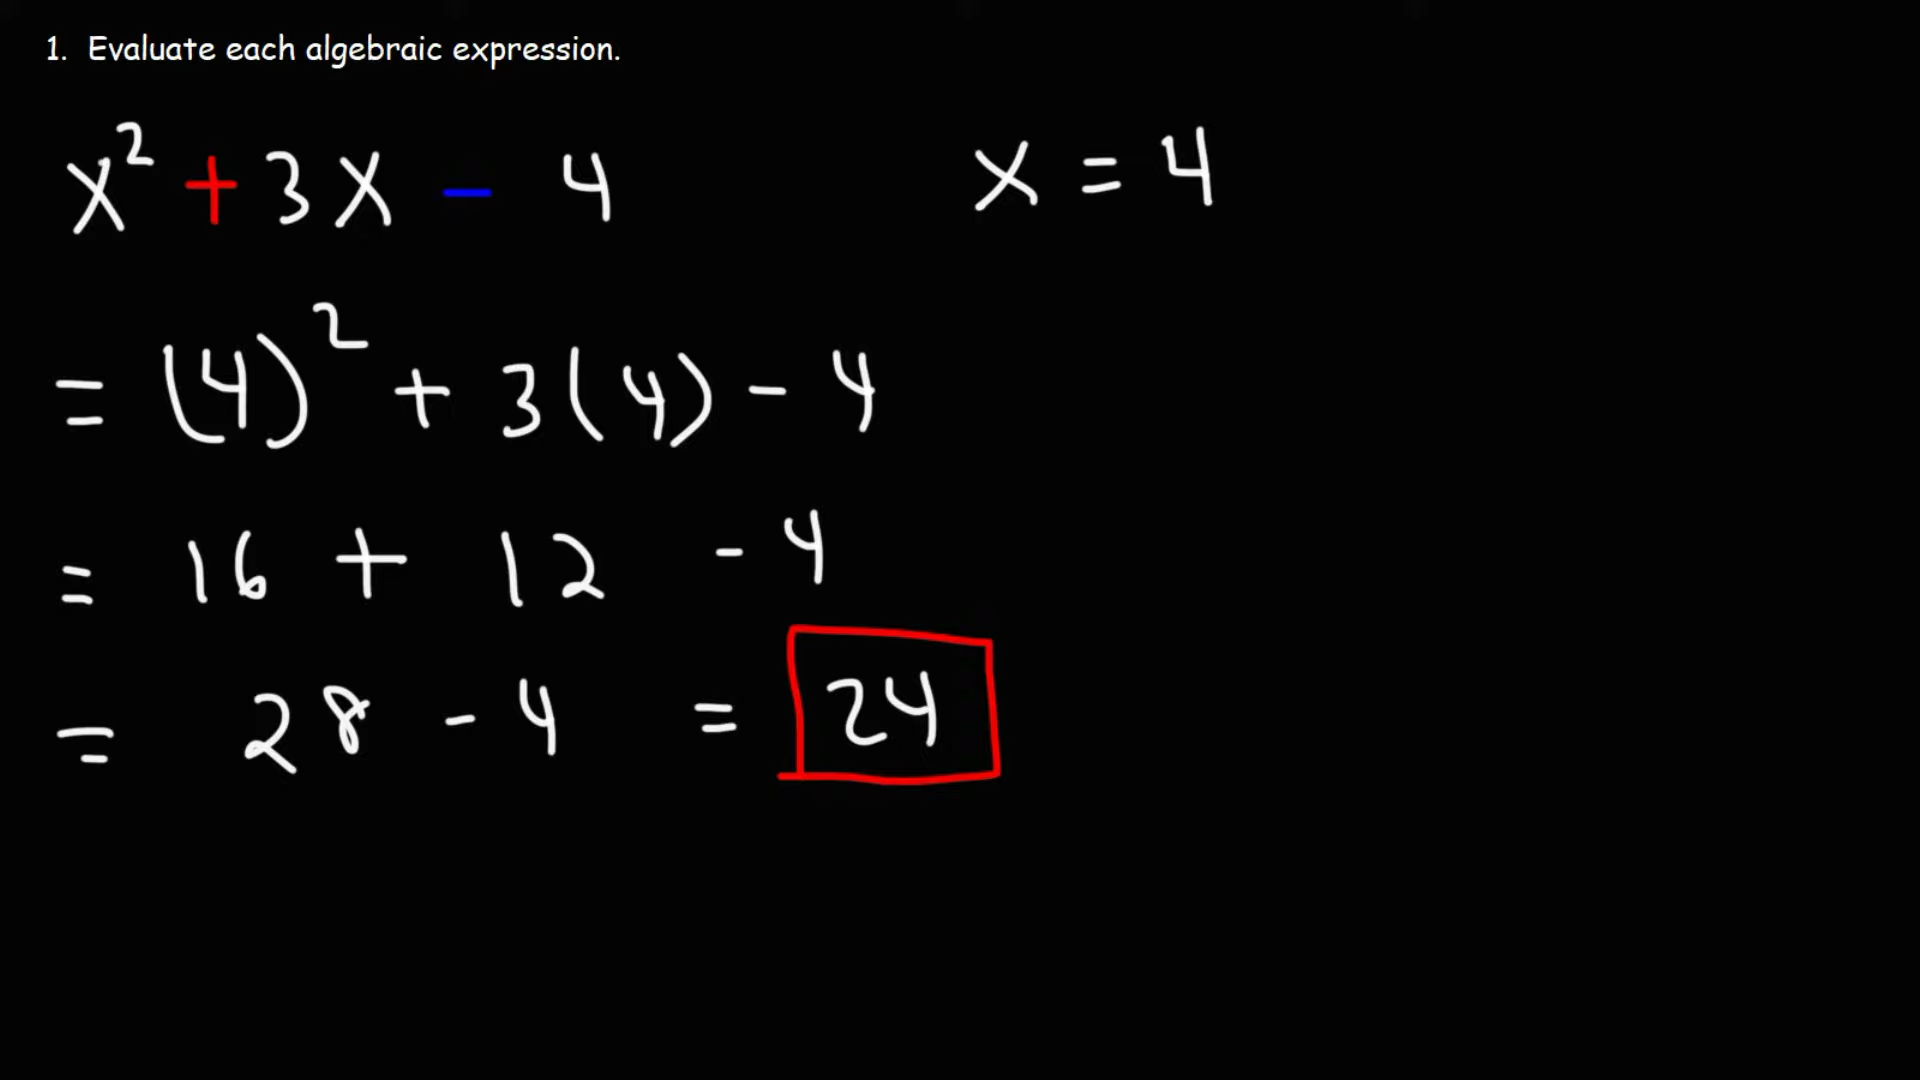 1. Evaluate each algebraic expression.
x² + 3x - 4 x = 4
= (4)² + 3(4) - 4
= 16 + 12 - 4
= 28 - 4 = 24